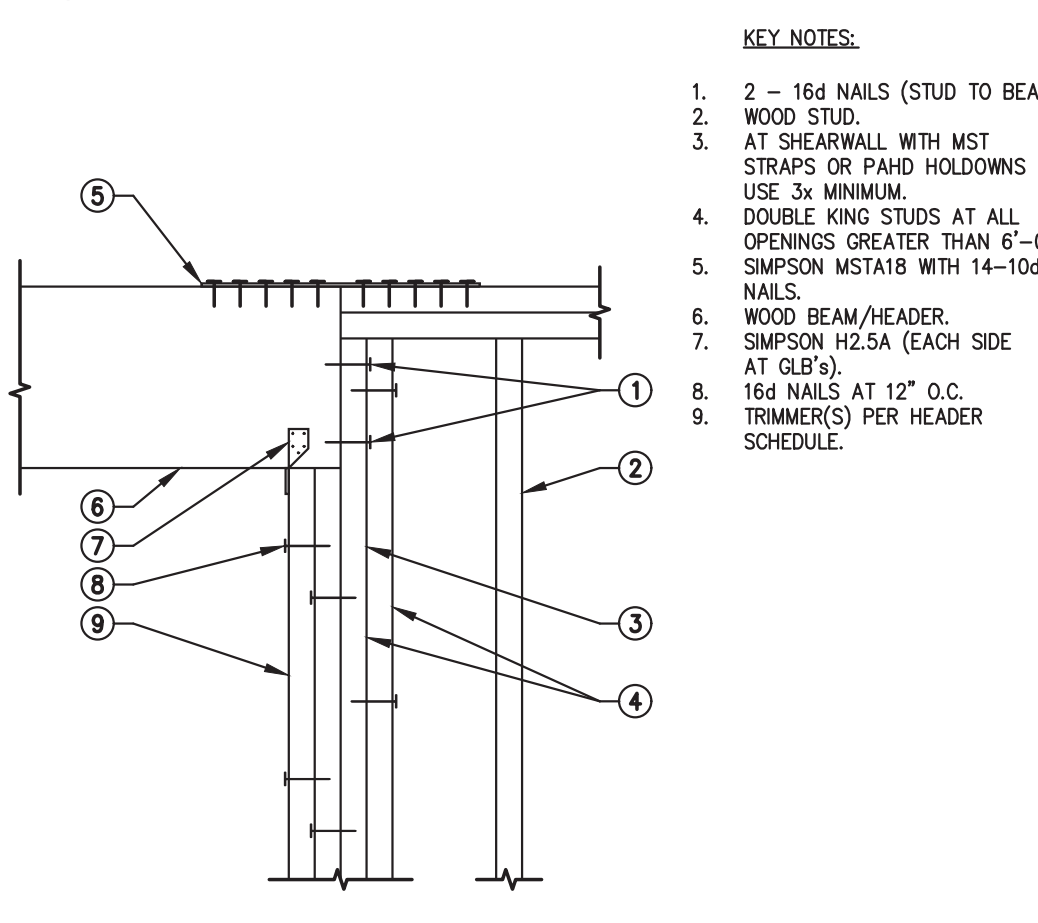 KEY NOTES:
1. 2 – 16d NAILS (STUD TO BEA
2. WOOD STUD.
3. AT SHEARWALL WITH MST
STRAPS OR PAHD HOLDOWNS
USE 3x MINIMUM.
4. DOUBLE KING STUDS AT ALL
OPENINGS GREATER THAN 6'–0
5. SIMPSON MSTA18 WITH 14–10d
NAILS.
6. WOOD BEAM/HEADER.
7. SIMPSON H2.5A (EACH SIDE
AT GLB's).
8. 16d NAILS AT 12" O.C.
9. TRIMMER(S) PER HEADER
SCHEDULE.
5
1
2
6
7
8
9
3
4